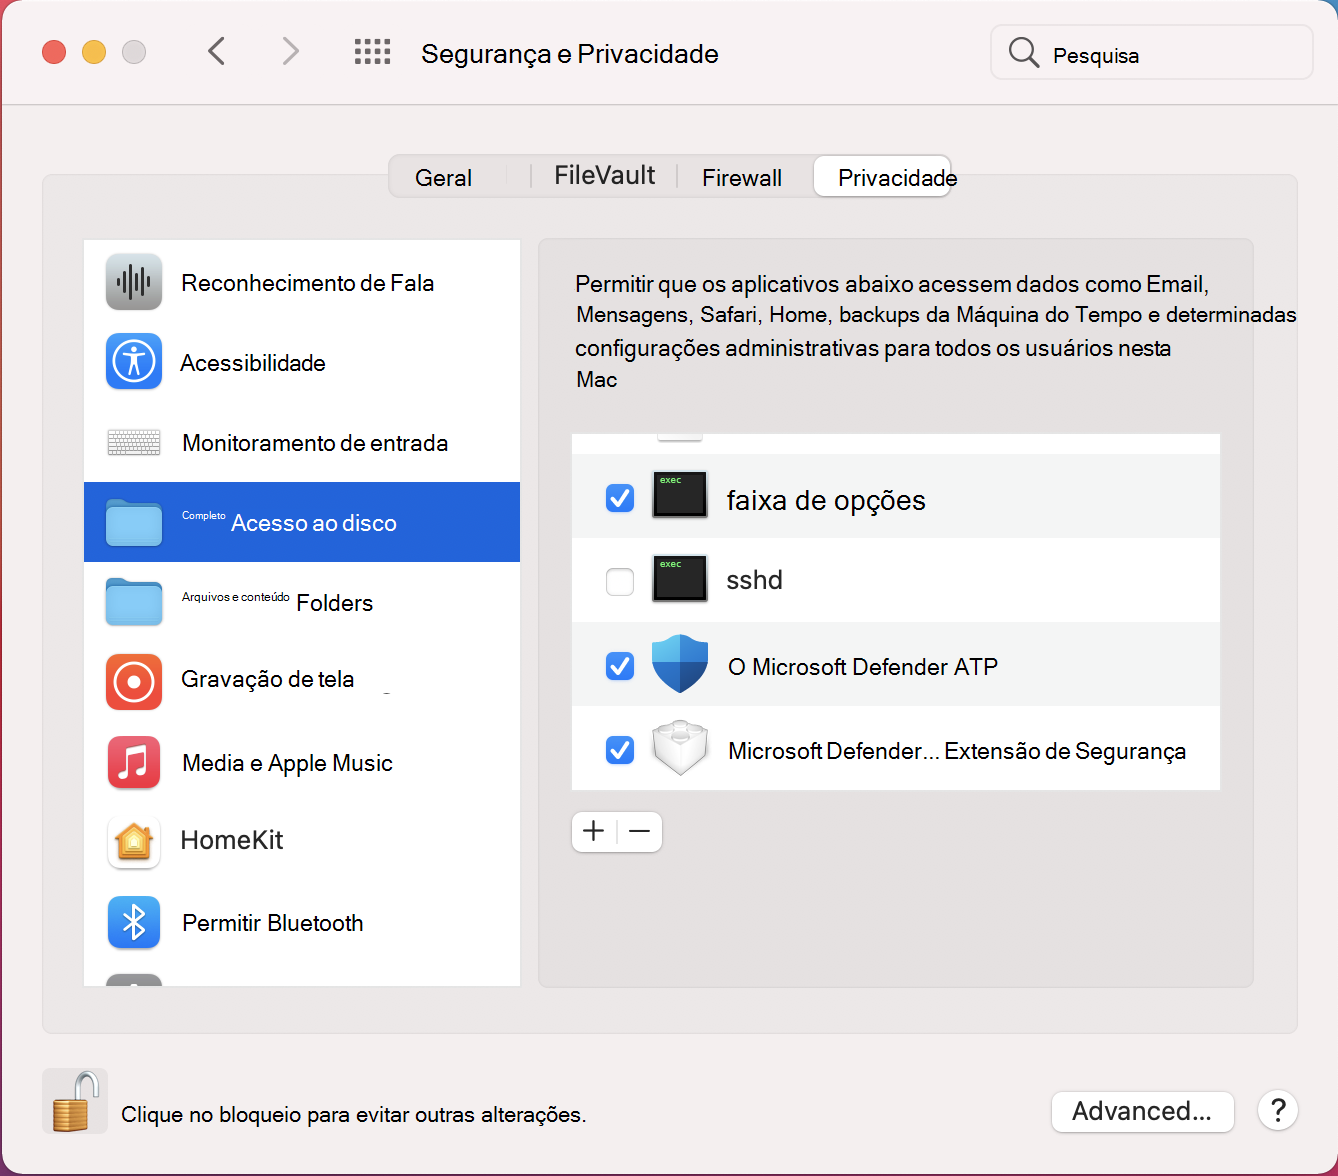 Segurança e Privacidade
Pesquisa
Geral
FileVault
Firewall
Privacidade
Reconhecimento de Fala
Acessibilidade
Monitoramento de entrada
Completo Acesso ao disco
Arquivos e conteúdo Folders
Gravação de tela
Media e Apple Music
HomeKit
Permitir Bluetooth
Permitir que os aplicativos abaixo acessem dados como Email,
Mensagens, Safari, Home, backups da Máquina do Tempo e determinadas
configurações administrativas para todos os usuários nesta
Mac
exec
faixa de opções
exec
sshd
O Microsoft Defender ATP
Microsoft Defender... Extensão de Segurança
Clique no bloqueio para evitar outras alterações.
Advanced...
?